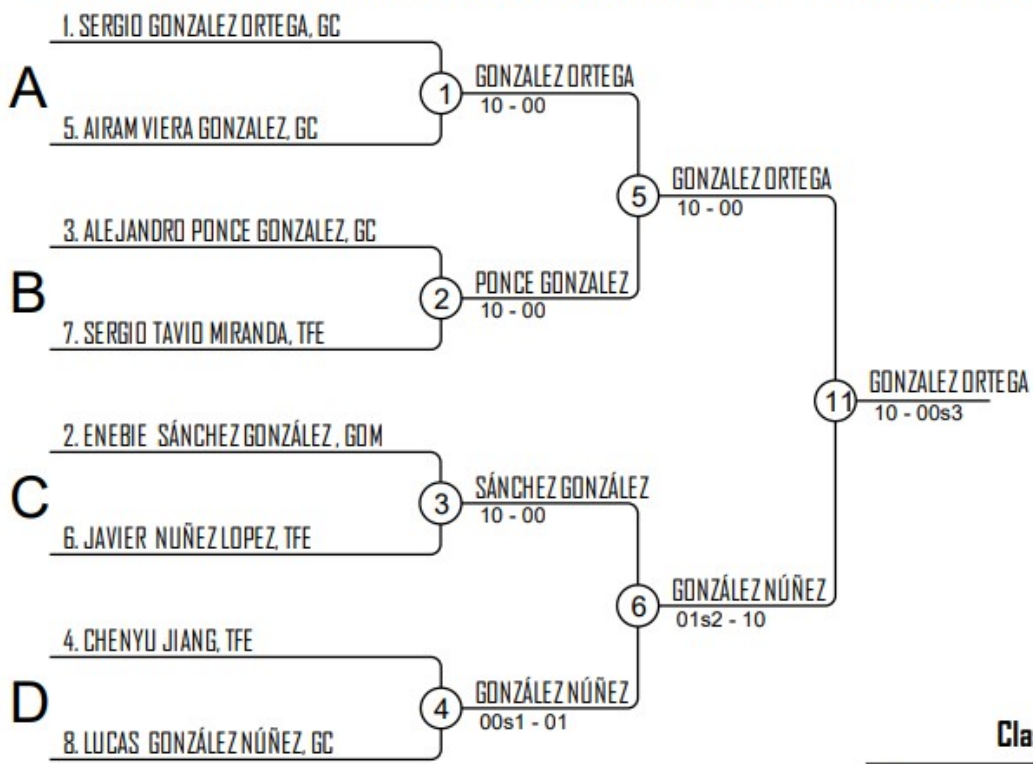 1. SERGIO GONZALEZ ORTEGA, GC
A
1
GONZALEZ ORTEGA
10 - 00
5. AIRAM VIERA GONZALEZ, GC
5
GONZALEZ ORTEGA
10 - 00
3. ALEJANDRO PONCE GONZALEZ, GC
B
2
PONCE GONZALEZ
10 - 00
7. SERGIO TAVIO MIRANDA, TFE
11
GONZALEZ ORTEGA
10 - 00s3
2. ENEBIE SÁNCHEZ GONZÁLEZ , GOM
C
3
SÁNCHEZ GONZÁLEZ
10 - 00
6. JAVIER NUÑEZ LOPEZ, TFE
6
GONZÁLEZ NÚÑEZ
01s2 - 10
4. CHENYU JIANG, TFE
D
4
GONZÁLEZ NÚÑEZ
00s1 - 01
8. LUCAS GONZÁLEZ NÚÑEZ, GC
Cla